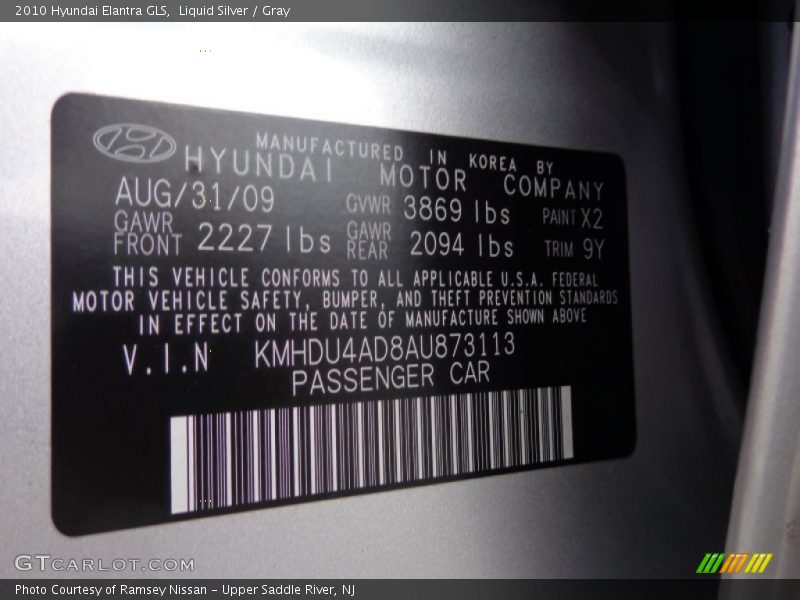 2010 Hyundai Elantra GLS,  Liquid Silver / Gray
MANUFACTURED IN KOREA BY
HYUNDAI MOTOR COMPANY
AUG/31/09 GVWR 3869 lbs PAINT X2
GAWR FRONT 2227 lbs GAWR REAR 2094 lbs TRIM 9Y
THIS VEHICLE CONFORMS TO ALL APPLICABLE U.S.A. FEDERAL
MOTOR VEHICLE SAFETY, BUMPER, AND THEFT PREVENTION STANDARDS
IN EFFECT ON THE DATE OF MANUFACTURE SHOWN ABOVE
V.I.N KMHDU4AD8AU873113
PASSENGER CAR
GTCARLOT.COM
Photo Courtesy of Ramsey Nissan - Upper Saddle River, NJ